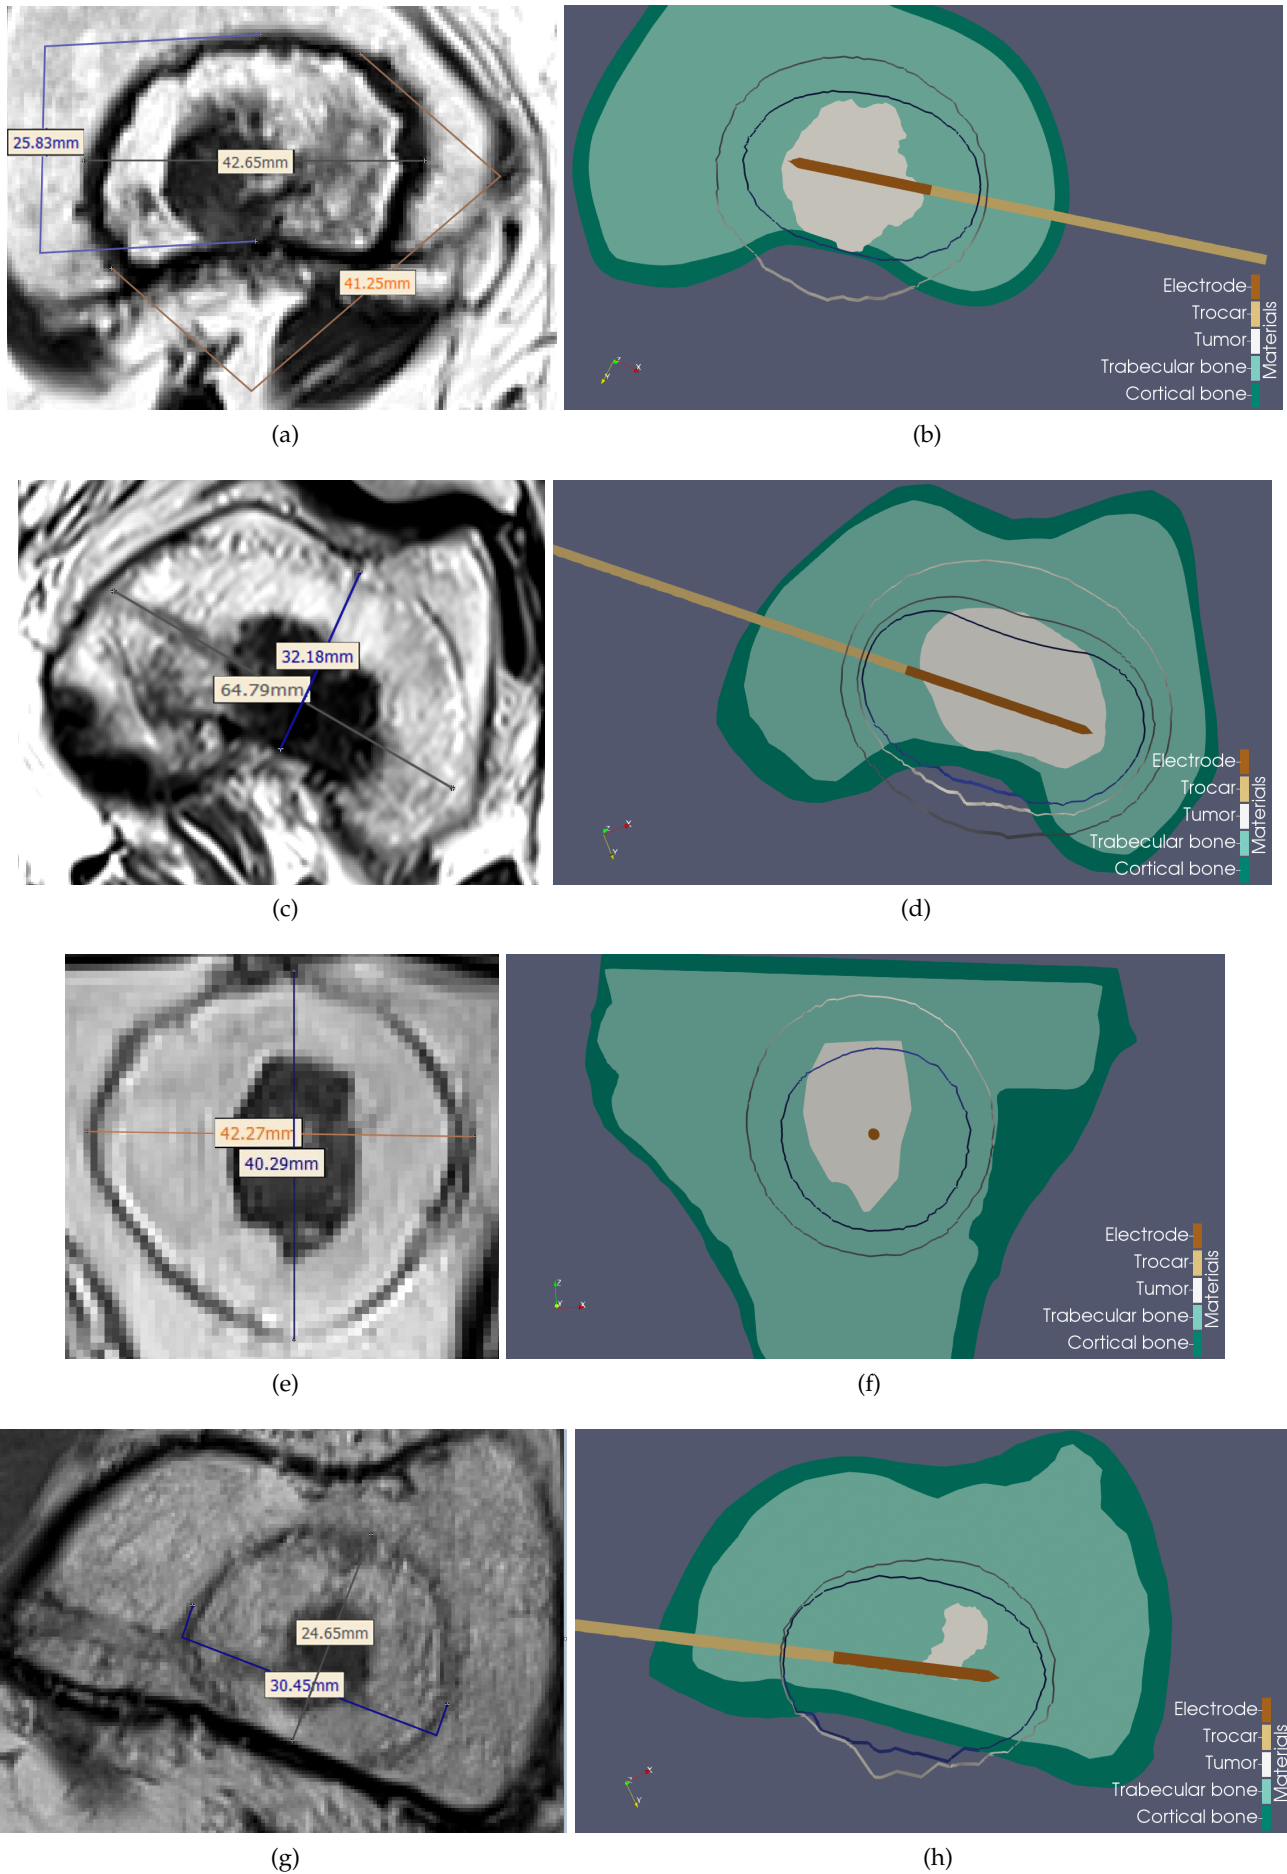 25.83mm
42.65mm
41.25mm
Electrode
Trocar
Tumor
Trabecular bone
Cortical bone
Materials
Z
X
Y
(a)
(b)
32.18mm
64.79mm
Electrode
Trocar
Tumor
Trabecular bone
Cortical bone
Materials
Z
X
Y
(c)
(d)
42.27mm
40.29mm
Electrode
Trocar
Tumor
Trabecular bone
Cortical bone
Materials
Z
Y
X
(e)
(f)
24.65mm
30.45mm
Electrode
Trocar
Tumor
Trabecular bone
Cortical bone
Materials
Z
X
Y
(g)
(h)